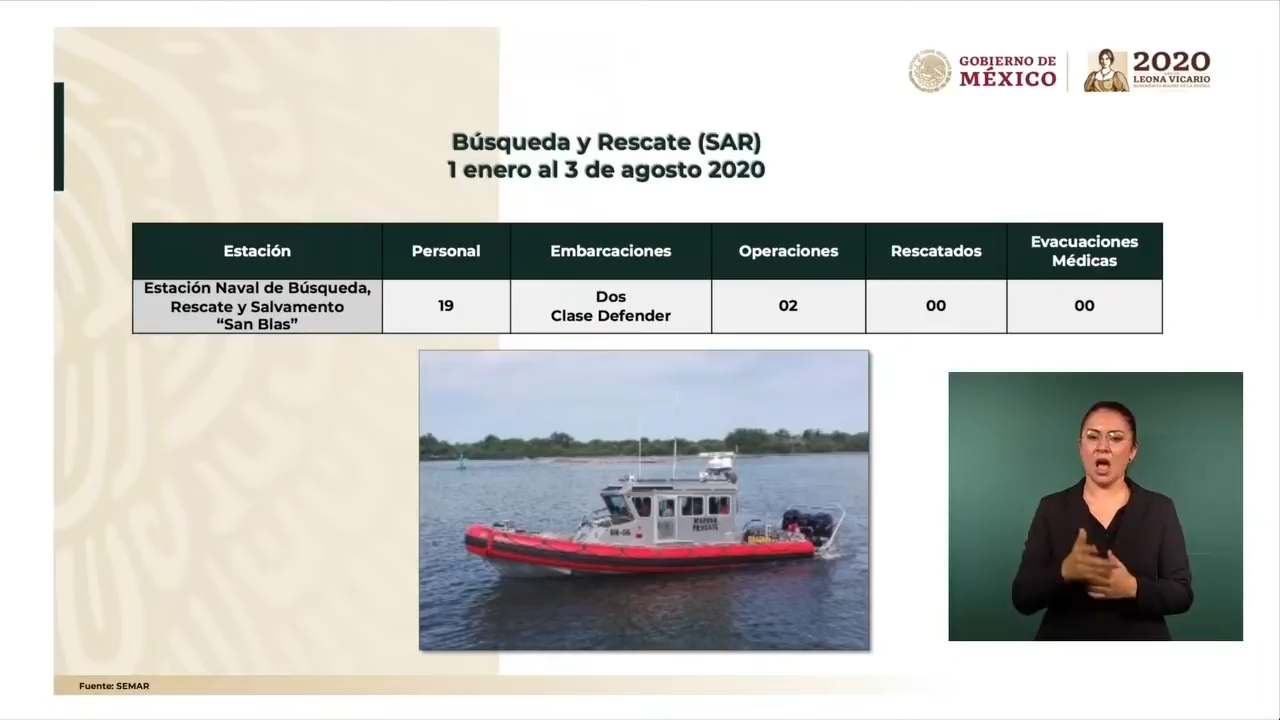 GOBIERNO DE
MÉXICO
2020
LEONA VICARIO
Búsqueda y Rescate (SAR)
1 enero al 3 de agosto 2020
Estación
Personal
Embarcaciones
Operaciones
Rescatados
Evacuaciones
Médicas
Estación Naval de Búsqueda,
Rescate y Salvamento
“San Blas”
19
Dos
Clase Defender
02
00
00
MARINA
RESCATE
Fuente: SEMAR